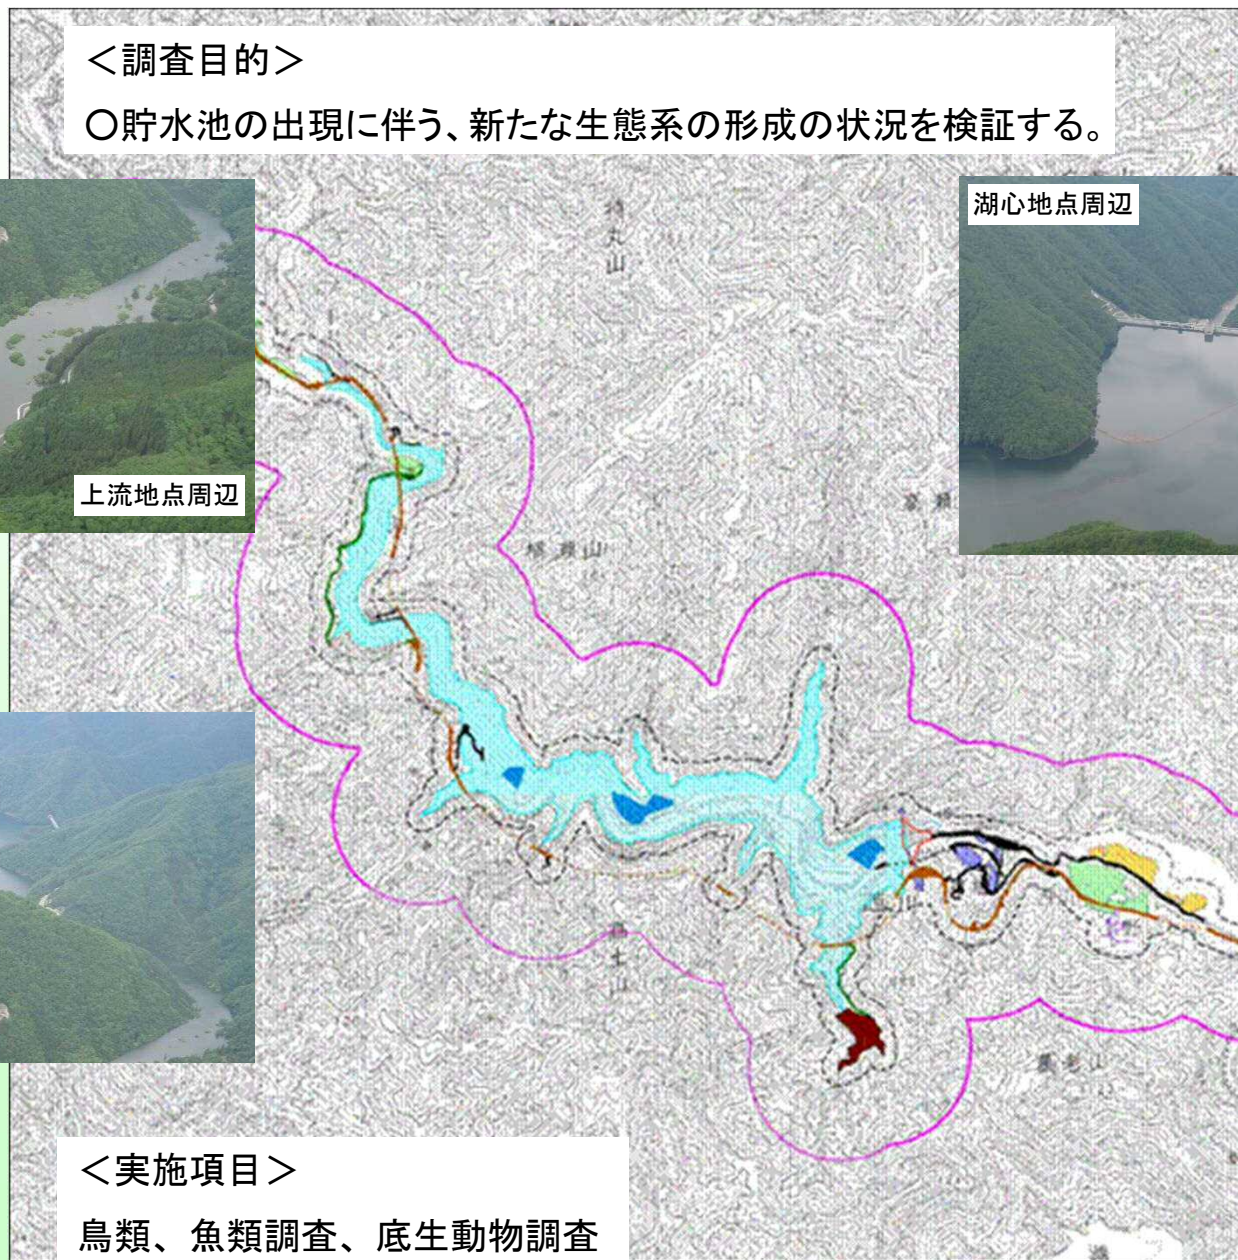 ＜調査目的＞
○貯水池の出現に伴う、新たな生態系の形成の状況を検証する。
湖心地点周辺
上流地点周辺
＜実施項目＞
鳥類、魚類調査、底生動物調査